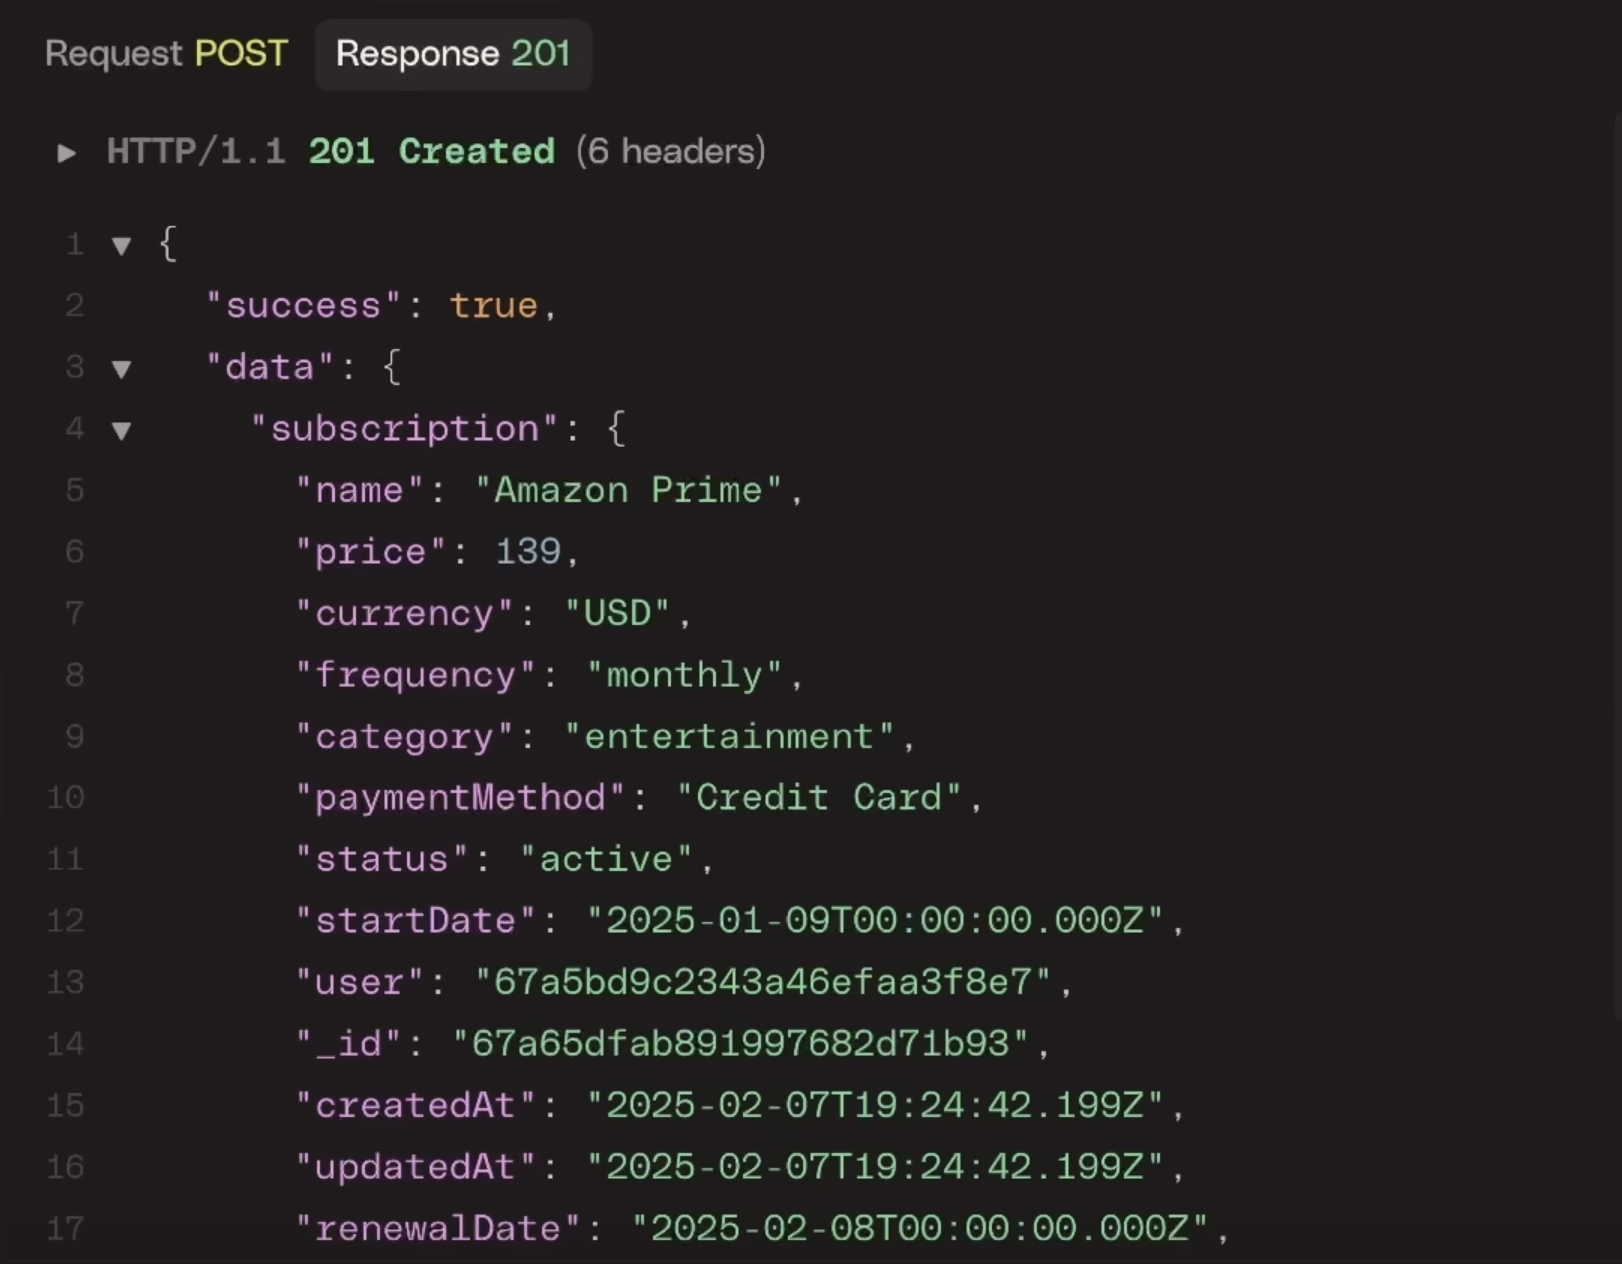 Request POST Response 201
HTTP/1.1 201 Created (6 headers)
1 {
2 "success": true,
3 "data": {
4 "subscription": {
5 "name": "Amazon Prime",
6 "price": 139,
7 "currency": "USD",
8 "frequency": "monthly",
9 "category": "entertainment",
10 "paymentMethod": "Credit Card",
11 "status": "active",
12 "startDate": "2025-01-09T00:00:00.000Z",
13 "user": "67a5bd9c2343a46efaa3f8e7",
14 "_id": "67a65dfab891997682d71b93",
15 "createdAt": "2025-02-07T19:24:42.199Z",
16 "updatedAt": "2025-02-07T19:24:42.199Z",
17 "renewalDate": "2025-02-08T00:00:00.000Z",